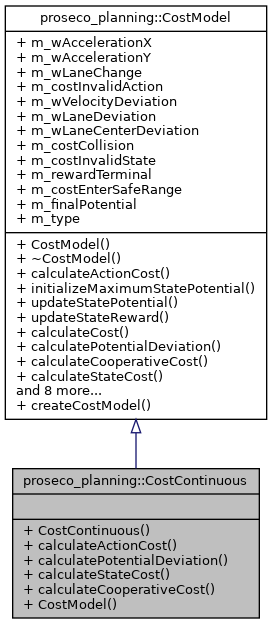 proseco_planning::CostModel
+ m_wAccelerationX
+ m_wAccelerationY
+ m_wLaneChange
+ m_costInvalidAction
+ m_wVelocityDeviation
+ m_wLaneDeviation
+ m_wLaneCenterDeviation
+ m_costCollision
+ m_costInvalidState
+ m_rewardTerminal
+ m_costEnterSafeRange
+ m_finalPotential
+ m_type
+ CostModel()
+ ~CostModel()
+ calculateActionCost()
+ initializeMaximumStatePotential()
+ updateStatePotential()
+ updateStateReward()
+ calculateCost()
+ calculatePotentialDeviation()
+ calculateCooperativeCost()
+ calculateStateCost()
and 8 more...
+ createCostModel()
proseco_planning::CostContinuous
+ CostContinuous()
+ calculateActionCost()
+ calculatePotentialDeviation()
+ calculateStateCost()
+ calculateCooperativeCost()
+ CostModel()